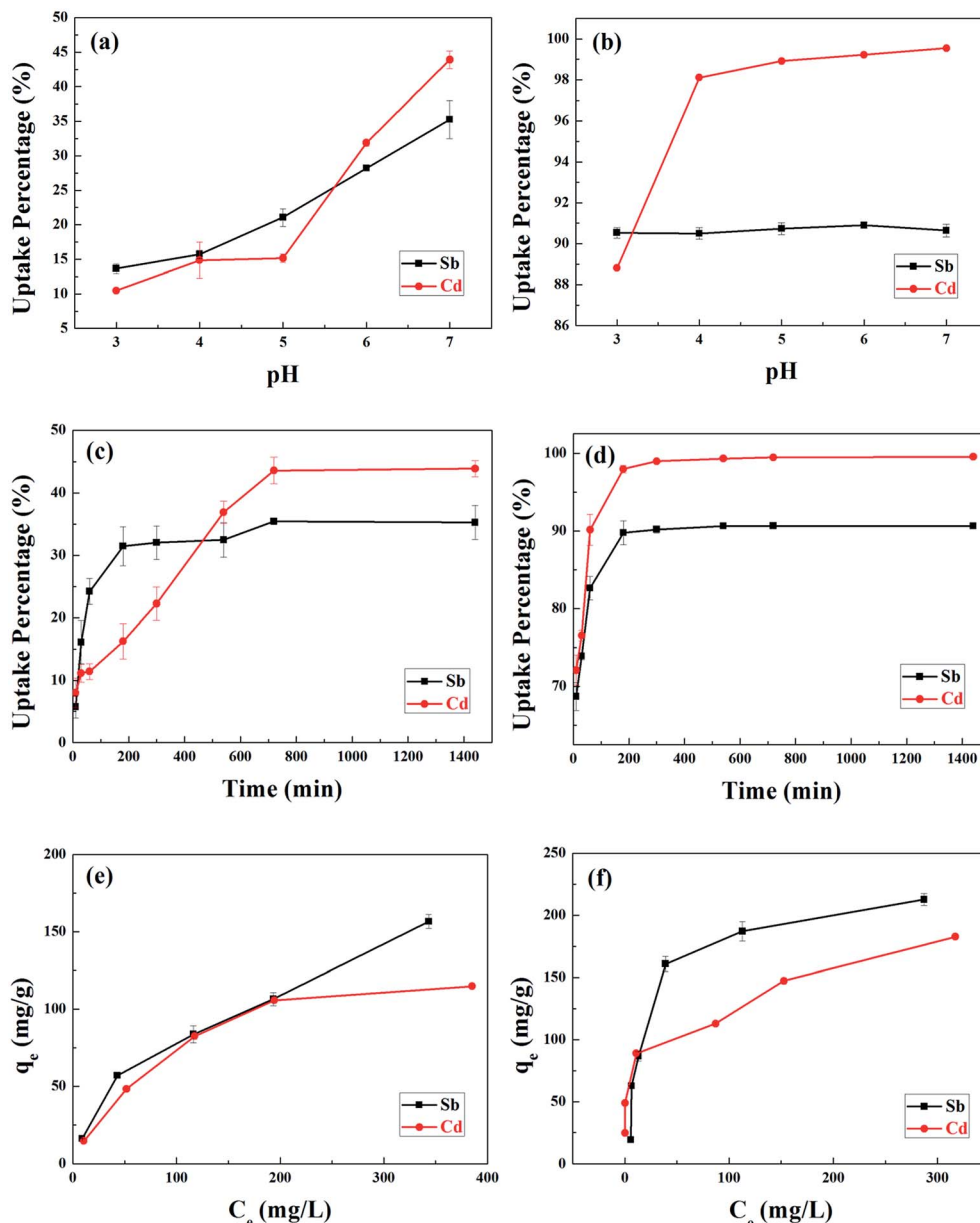 (a)
Uptake Percentage (%)
50
45
40
35
30
25
20
15
10
5
Sb
Cd
3 4 5 6 7
pH
(b)
Uptake Percentage (%)
100
98
96
94
92
90
88
86
Sb
Cd
3 4 5 6 7
pH
(c)
Uptake Percentage (%)
50
40
30
20
10
0
Sb
Cd
0 200 400 600 800 1000 1200 1400
Time (min)
(d)
Uptake Percentage (%)
100
90
80
70
Sb
Cd
0 200 400 600 800 1000 1200 1400
Time (min)
(e)
qe (mg/g)
200
150
100
50
0
Sb
Cd
0 100 200 300 400
Ce (mg/L)
(f)
qe (mg/g)
250
200
150
100
50
0
Sb
Cd
0 100 200 300
Ce (mg/L)